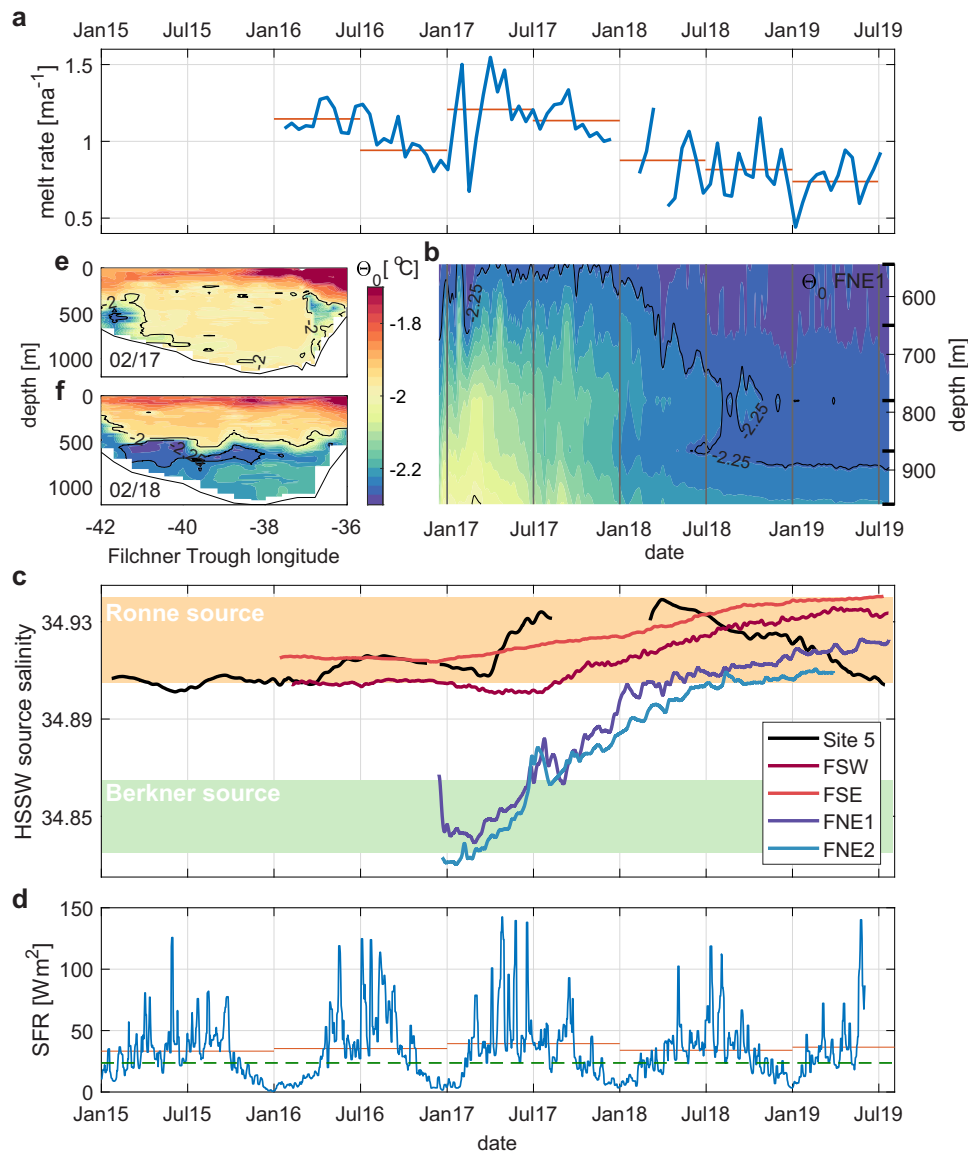 a
Jan15 Jul15 Jan16 Jul16 Jan17 Jul17 Jan18 Jul18 Jan19 Jul19
melt rate [ma-1]
1.5
1
0.5
e
0
500
1000
depth [m]
-2
-2
-2
02/17
f
0
500
1000
02/18
-42 -40 -38 -36
Filchner Trough longitude
Θ0 [ °C]
-1.8
-2
-2.2
b
Θ0 FNE1
-2.25
-2.25
-2.25
600
700
800
900
depth [m]
Jan17 Jul17 Jan18 Jul18 Jan19 Jul19
date
c
HSSW source salinity
34.93
34.89
34.85
Ronne source
Berkner source
Site 5
FSW
FSE
FNE1
FNE2
d
SFR [Wm2]
150
100
50
0
Jan15 Jul15 Jan16 Jul16 Jan17 Jul17 Jan18 Jul18 Jan19 Jul19
date